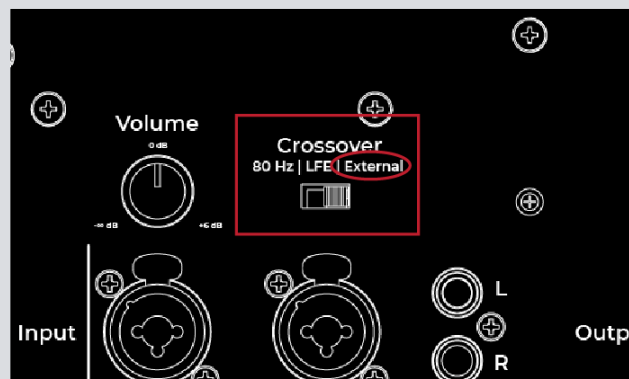 Volume
0 dB
-∞ dB
+6 dB
Crossover
80 Hz | LFE | External
Input
L
R
Outp